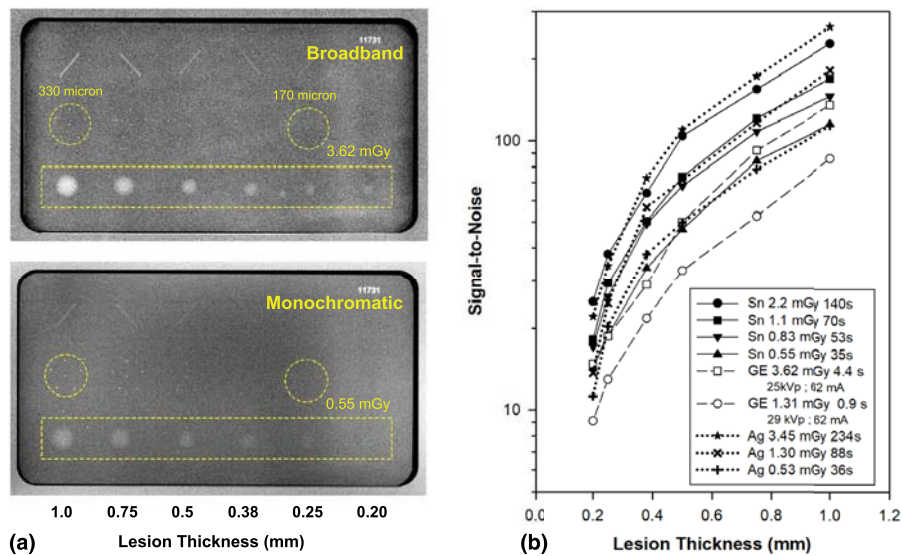 (a)
11731
Broadband
330 micron
170 micron
3.62 mGy
11731
Monochromatic
0.55 mGy
1.0 0.75 0.5 0.38 0.25 0.20
Lesion Thickness (mm)
(b)
Signal-to-Noise
100
10
Sn 2.2 mGy 140s
Sn 1.1 mGy 70s
Sn 0.83 mGy 53s
Sn 0.55 mGy 35s
GE 3.62 mGy 4.4 s
25kVp ; 62 mA
GE 1.31 mGy 0.9 s
29 kVp ; 62 mA
Ag 3.45 mGy 234s
Ag 1.30 mGy 88s
Ag 0.53 mGy 36s
0.0 0.2 0.4 0.6 0.8 1.0
Lesion Thickness (mm)